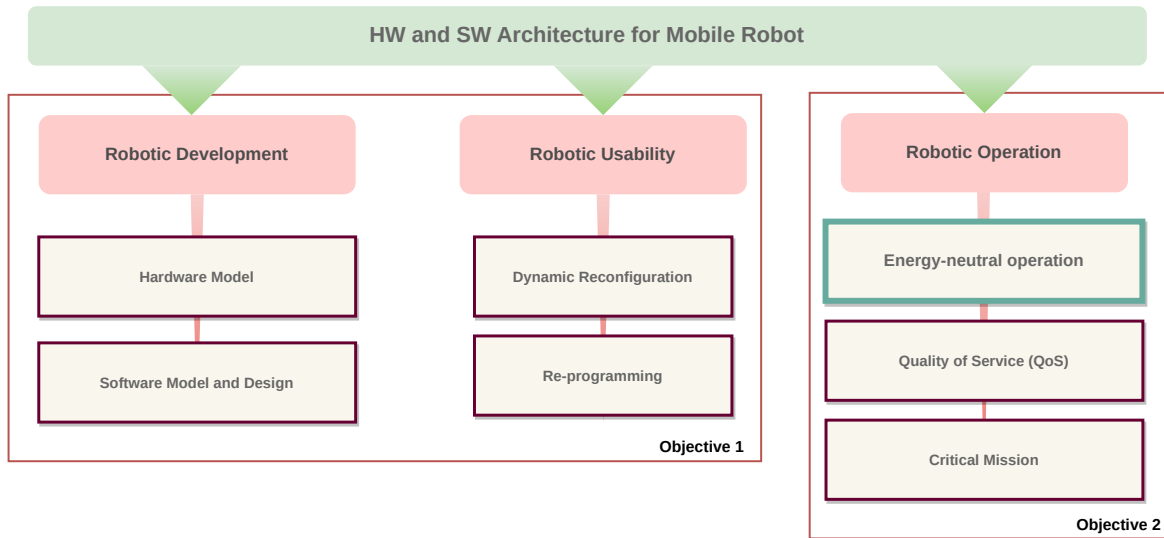 HW and SW Architecture for Mobile Robot
Robotic Development
Hardware Model
Software Model and Design
Robotic Usability
Dynamic Reconfiguration
Re-programming
Objective 1
Robotic Operation
Energy-neutral operation
Quality of Service (QoS)
Critical Mission
Objective 2